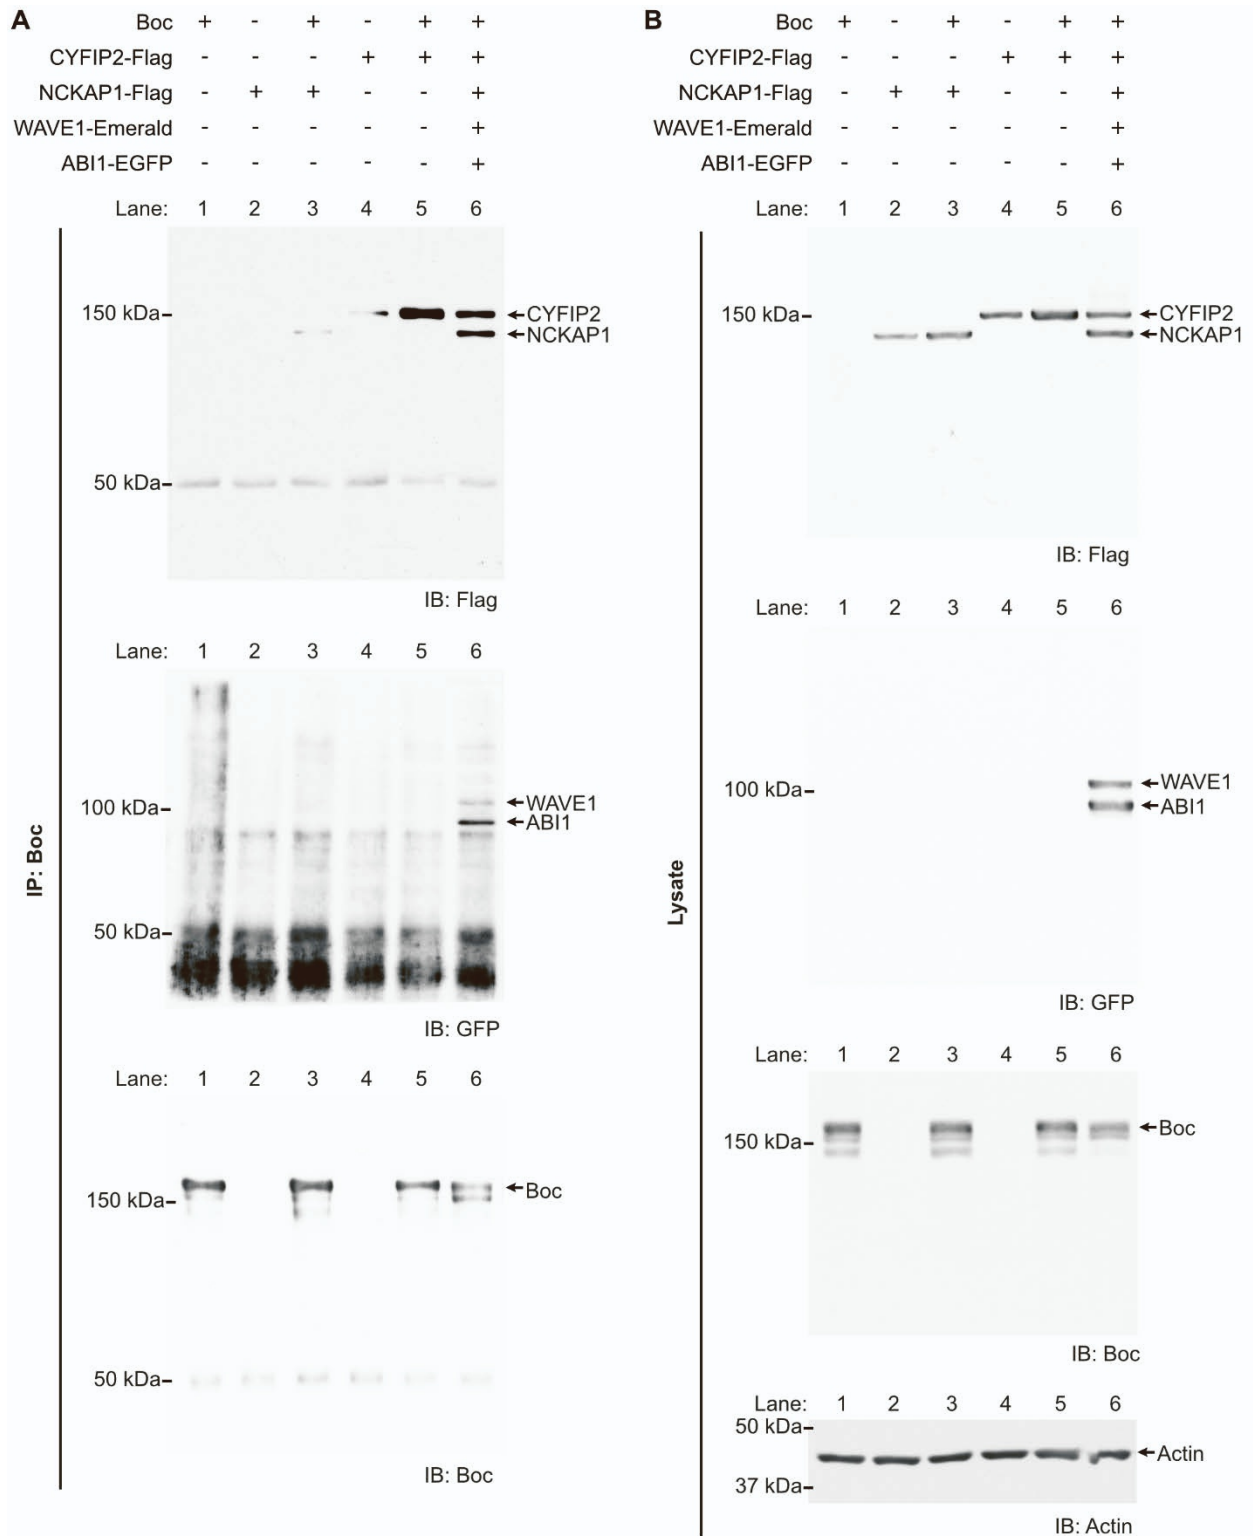 A
Boc + - + - + +
CYFIP2-Flag - - - + + +
NCKAP1-Flag - + + - - +
WAVE1-Emerald - - - - - +
ABI1-EGFP - - - - - +
Lane: 1 2 3 4 5 6
150 kDa
CYFIP2
NCKAP1
50 kDa
IB: Flag
Lane: 1 2 3 4 5 6
100 kDa
WAVE1
ABI1
50 kDa
IB: GFP
Lane: 1 2 3 4 5 6
150 kDa
Boc
50 kDa
IB: Boc
IP: Boc
B
Boc + - + - + +
CYFIP2-Flag - - - + + +
NCKAP1-Flag - + + - - +
WAVE1-Emerald - - - - - +
ABI1-EGFP - - - - - +
Lane: 1 2 3 4 5 6
150 kDa
CYFIP2
NCKAP1
IB: Flag
Lane: 1 2 3 4 5 6
100 kDa
WAVE1
ABI1
IB: GFP
Lane: 1 2 3 4 5 6
150 kDa
Boc
IB: Boc
Lane: 1 2 3 4 5 6
50 kDa
Actin
37 kDa
IB: Actin
Lysate